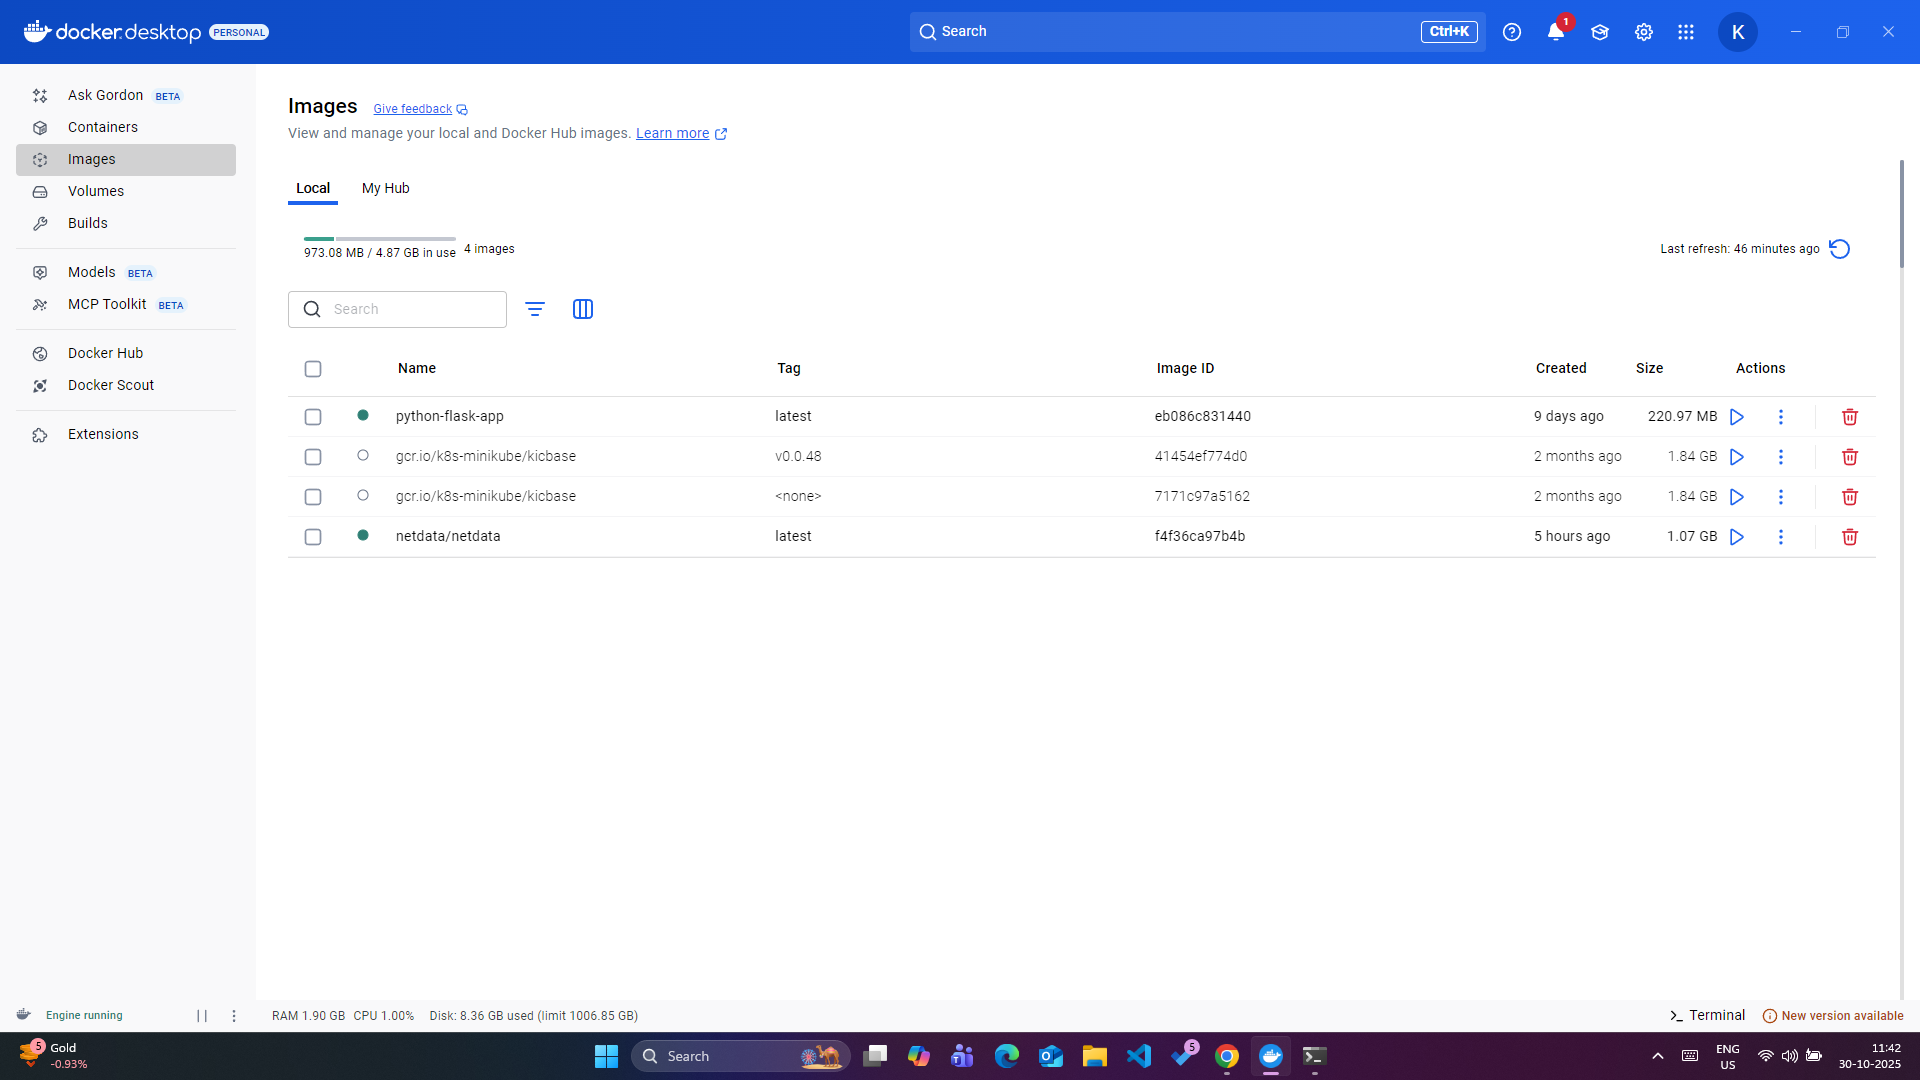 docker.desktop PERSONAL
Search Ctrl+K
1
K
Ask Gordon BETA
Containers
Images
Volumes
Builds
Models BETA
MCP Toolkit BETA
Docker Hub
Docker Scout
Extensions
Images Give feedback
View and manage your local and Docker Hub images. Learn more
Local My Hub
973.08 MB / 4.87 GB in use 4 images
Last refresh: 46 minutes ago
Search
Name Tag Image ID Created Size Actions
python-flask-app latest eb086c831440 9 days ago 220.97 MB
gcr.io/k8s-minikube/kicbase v0.0.48 41454ef774d0 2 months ago 1.84 GB
gcr.io/k8s-minikube/kicbase <none> 7171c97a5162 2 months ago 1.84 GB
netdata/netdata latest f4f36ca97b4b 5 hours ago 1.07 GB
Engine running
RAM 1.90 GB CPU 1.00% Disk: 8.36 GB used (limit 1006.85 GB)
Terminal New version available
5
Gold
-0.93%
Search
5
ENG
US
11:42
30-10-2025